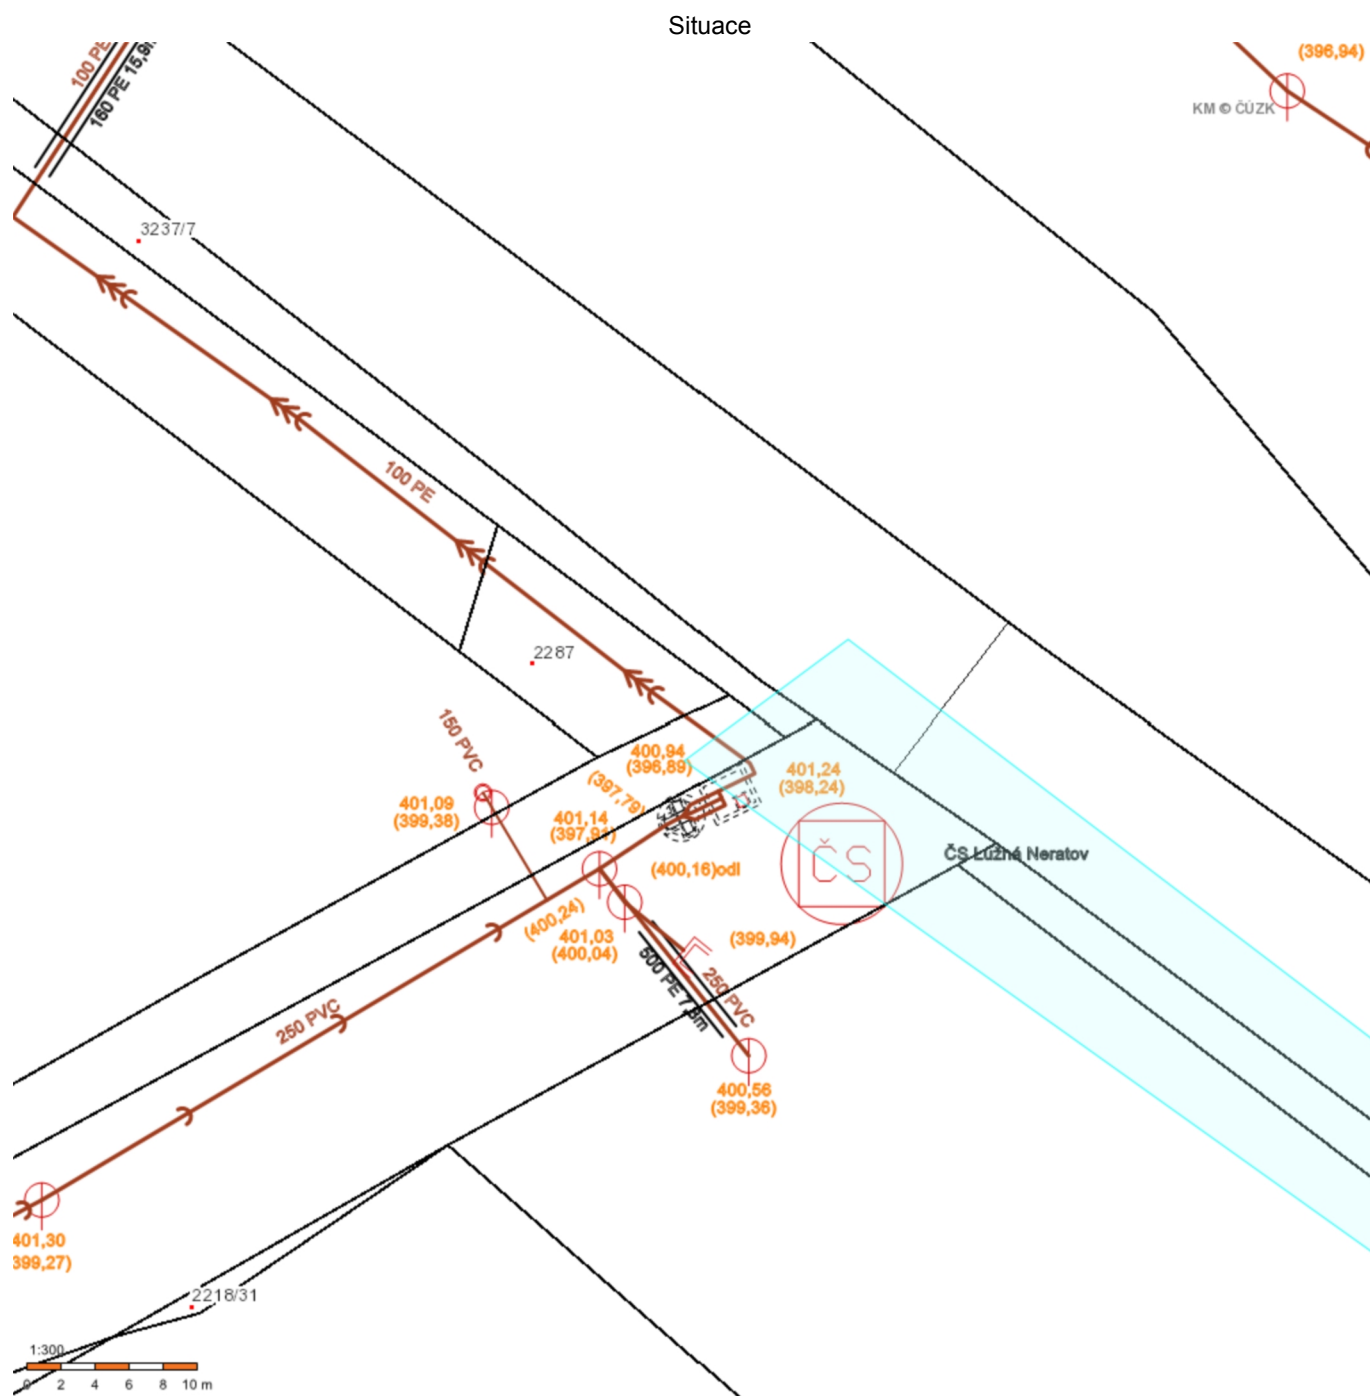 Situace
100 PE
160 PE 15,9
(396,94)
KM © ČÚZK
3237/7
100 PE
2287
150 PVC
400,94
(396,89)
401,24
(398,24)
(397,79)
401,09
(399,38)
401,14
(397,91)
ČS
ČS Lužná Neratov
(400,16)odl
(400,24)
401,03
(400,04)
(399,94)
500 PE 7,8m
250 PVC
250 PVC
400,56
(399,36)
401,30
399,27)
2218/31
1:300
0 2 4 6 8 10 m